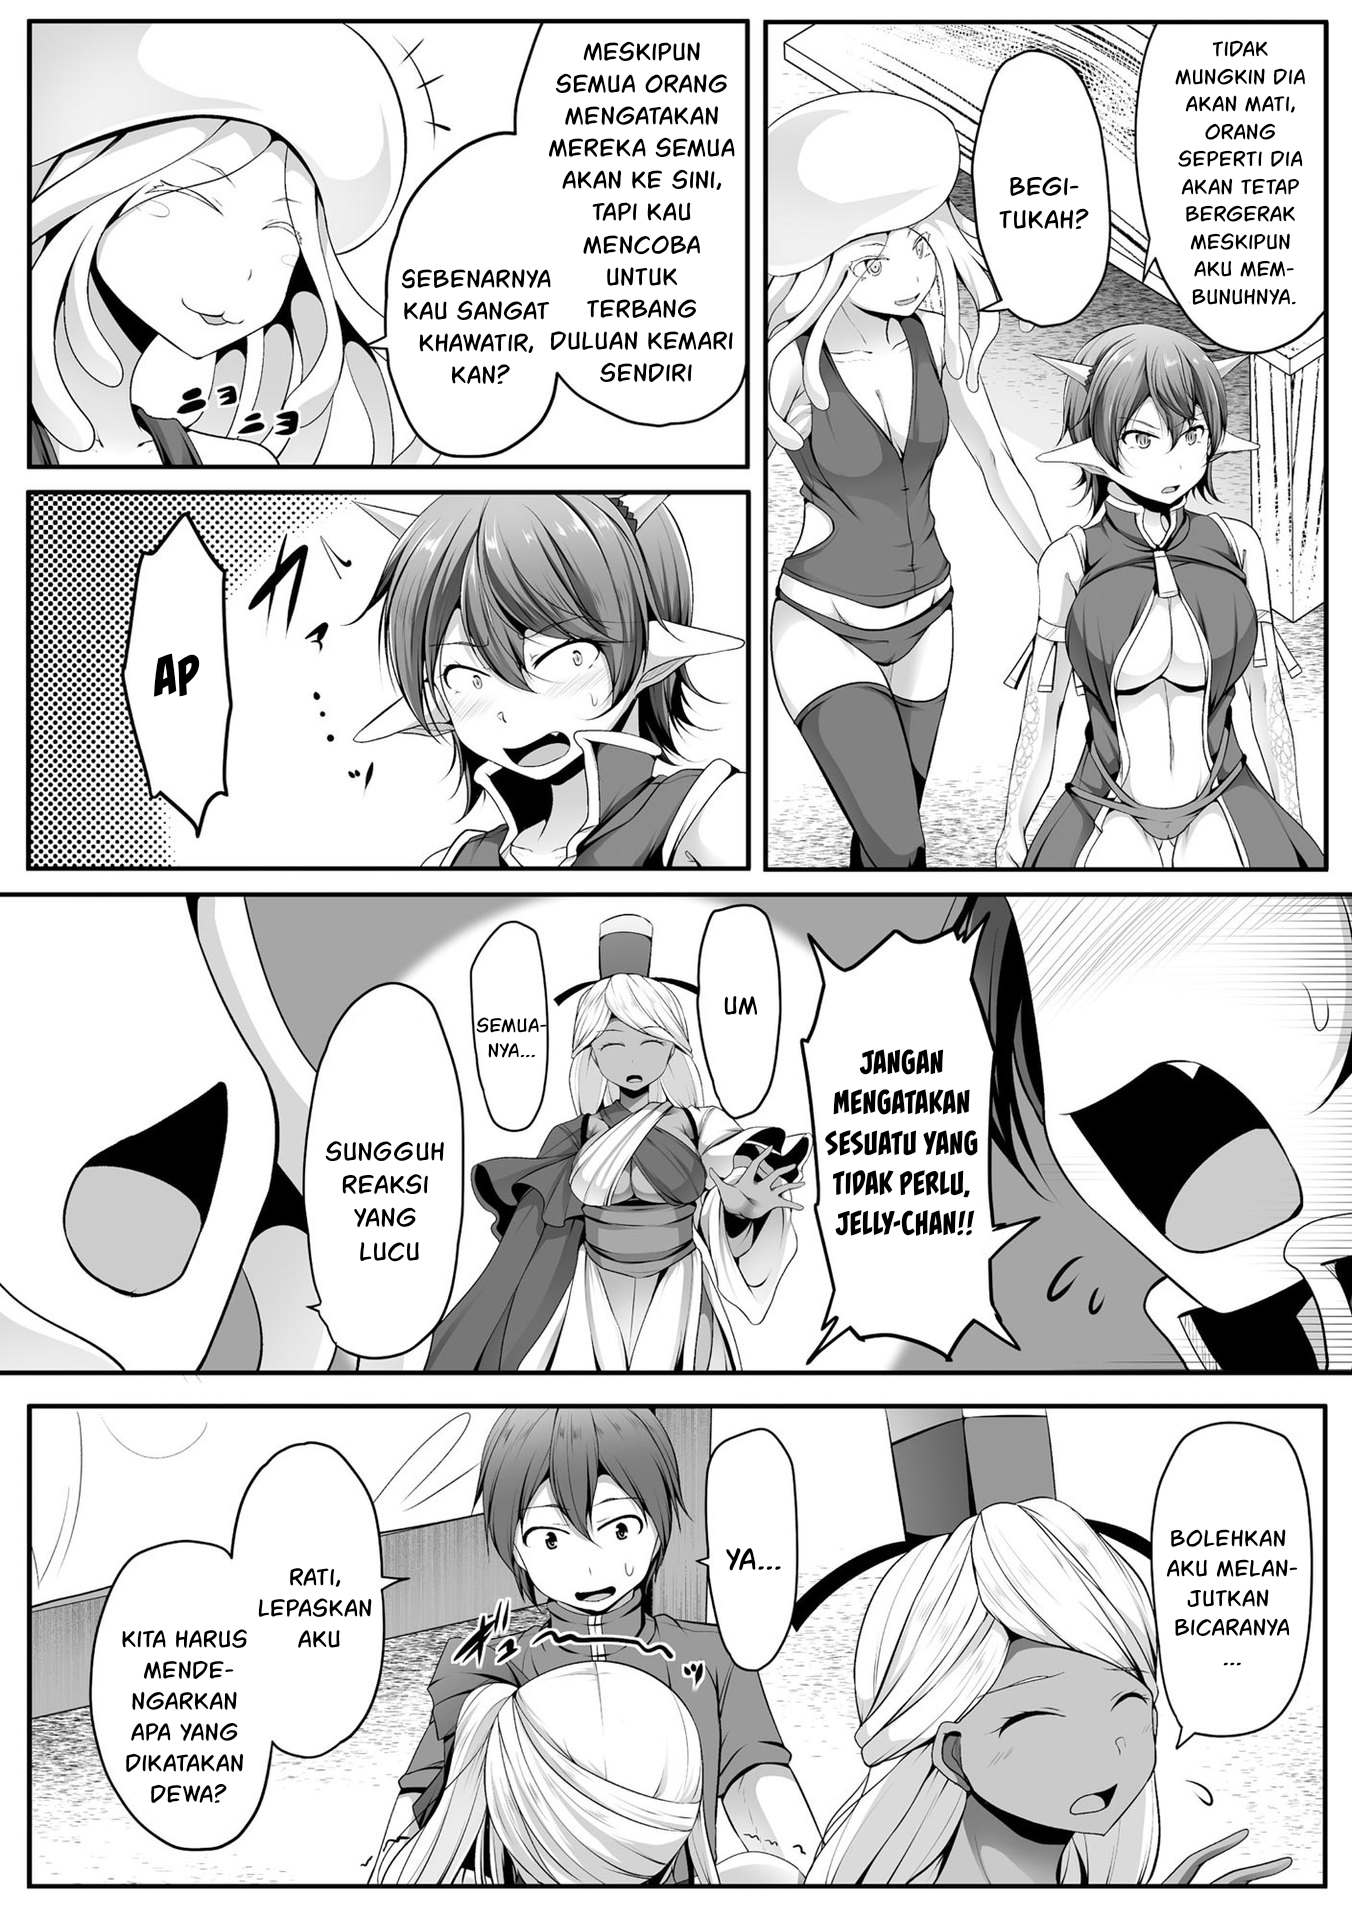 TIDAK
MUNGKIN DIA
AKAN MATI,
ORANG
SEPERTI DIA
AKAN TETAP
BERGERAK
MESKIPUN
AKU MEM-
BUNUHNYA.
BEGI-
TUKAH?
MESKIPUN
SEMUA ORANG
MENGATAKAN
MEREKA SEMUA
AKAN KE SINI,
TAPI KAU
MENCOBA
UNTUK
TERBANG
DULUAN KEMARI
SENDIRI
SEBENARNYA
KAU SANGAT
KHAWATIR,
KAN?
AP
JANGAN
MENGATAKAN
SESUATU YANG
TIDAK PERLU,
JELLY-CHAN!!
UM
SEMUA-
NYA...
SUNGGUH
REAKSI
YANG
LUCU
BOLEHKAN
AKU MELAN-
JUTKAN
BICARANYA
...
YA...
RATI,
LEPASKAN
AKU
KITA HARUS
MENDE-
NGARKAN
APA YANG
DIKATAKAN
DEWA?